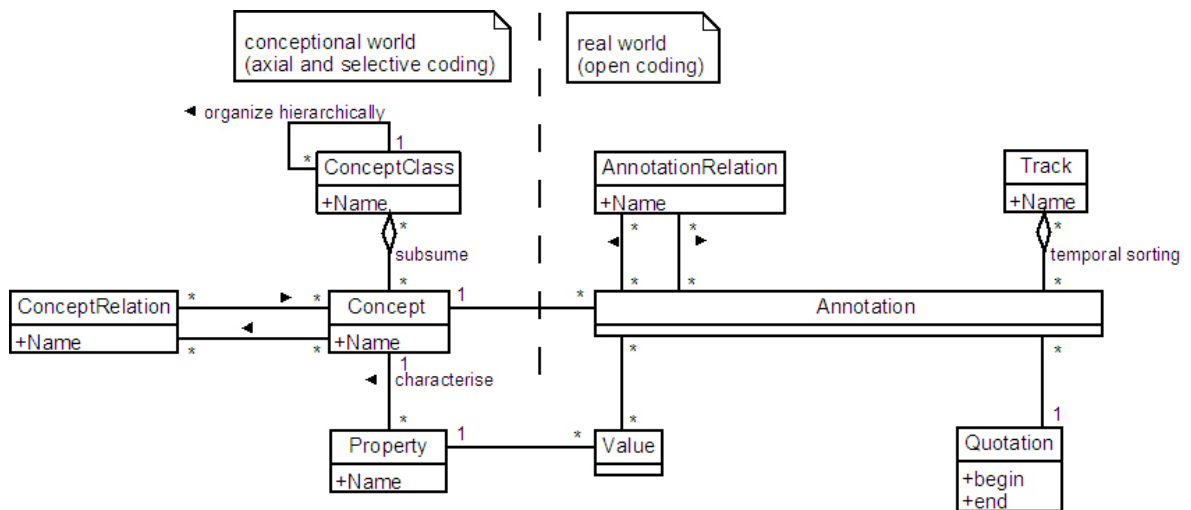 conceptional world
(axial and selective coding)
real world
(open coding)
◄ organize hierarchically
1
*
ConceptClass
+Name
*
subsume
*
AnnotationRelation
+Name
*
*
◄
►
*
*
Track
+Name
*
temporal sorting
*
ConceptRelation
+Name
*
►
*
◄
*
*
Concept
+Name
1
*
Annotation
1
◄ characterise
*
*
*
*
1
Property
+Name
1
*
Value
Quotation
+begin
+end